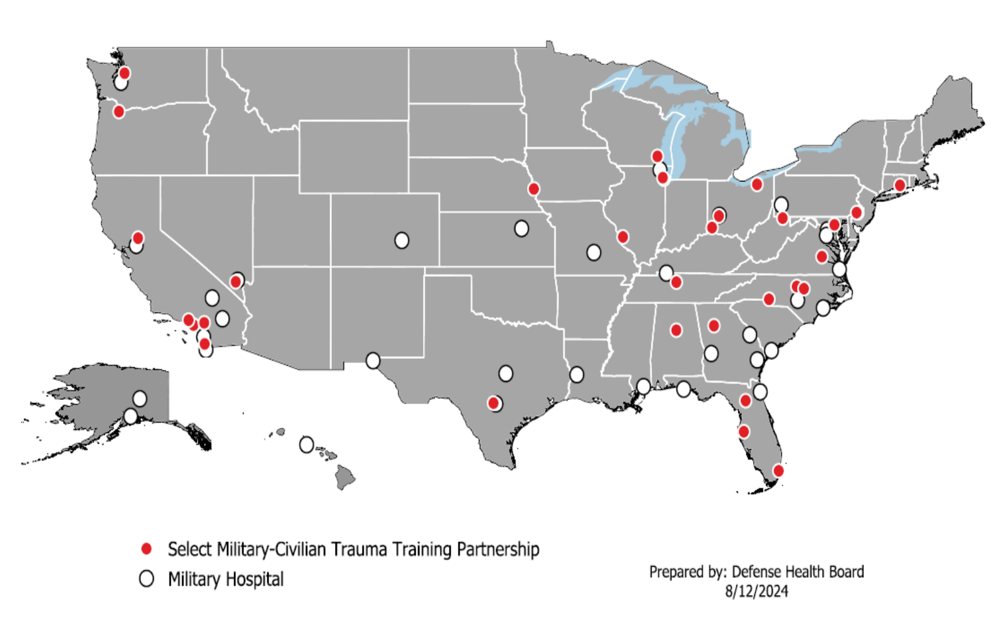 Select Military-Civilian Trauma Training Partnership
Military Hospital
Prepared by: Defense Health Board
8/12/2024